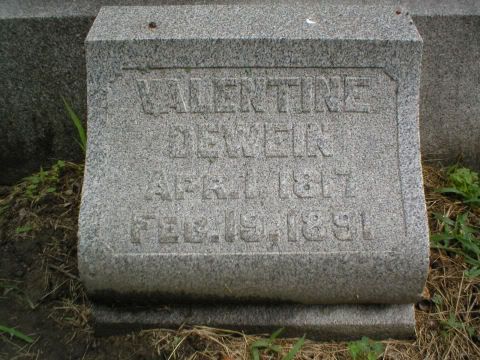 VALENTINE
DEWEIN
APR. 1, 1817
FEB. 19, 1891